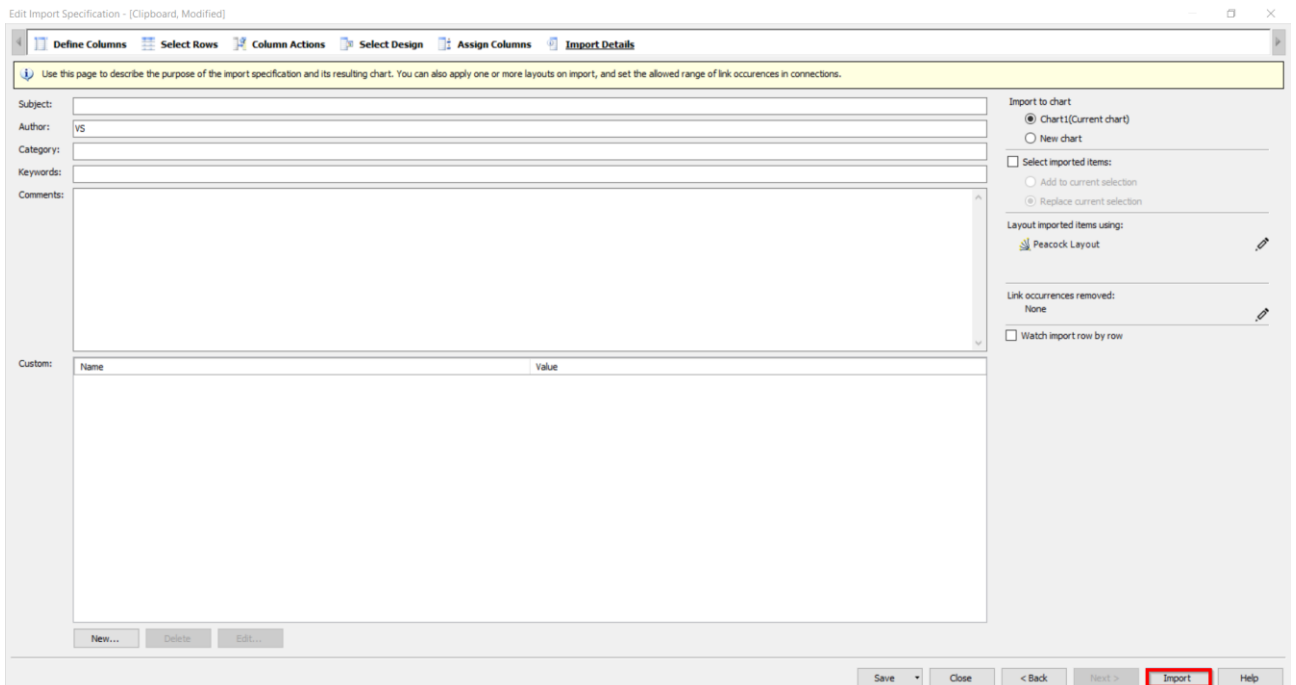 Edit Import Specification - [Clipboard, Modified]
Define Columns Select Rows Column Actions Select Design Assign Columns Import Details
Use this page to describe the purpose of the import specification and its resulting chart. You can also apply one or more layouts on import, and set the allowed range of link occurences in connections.
Subject:
Author: VS
Category:
Keywords:
Comments:
Custom:
Name Value
New... Delete Edit...
Import to chart
Chart1(Current chart)
New chart
Select imported items:
Add to current selection
Replace current selection
Layout imported items using:
Peacock Layout
Link occurrences removed:
None
Watch import row by row
Save Close < Back Next > Import Help